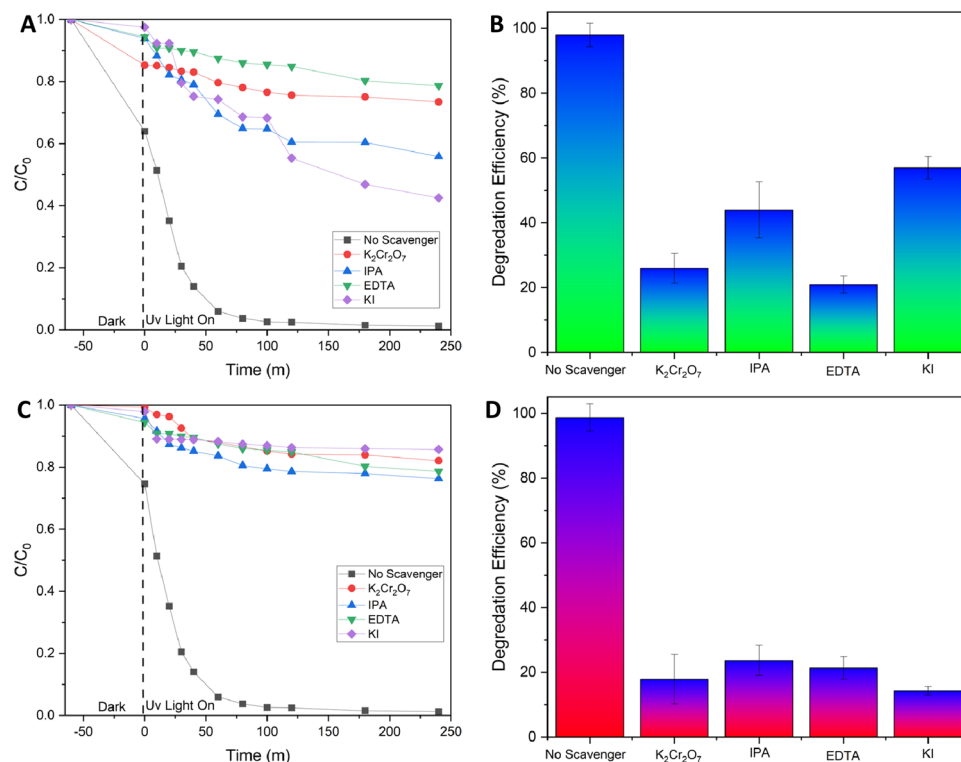 A
C/C0
1.0
0.8
0.6
0.4
0.2
0.0
No Scavenger
K2Cr2O7
IPA
EDTA
KI
Dark
Uv Light On
-50
0
50
100
150
200
250
Time (m)
B
Degredation Efficiency (%)
100
80
60
40
20
0
No Scavenger
K2Cr2O7
IPA
EDTA
KI
C
C/C0
1.0
0.8
0.6
0.4
0.2
0.0
No Scavenger
K2Cr2O7
IPA
EDTA
KI
Dark
Uv Light On
-50
0
50
100
150
200
250
Time (m)
D
Degredation Efficiency (%)
100
80
60
40
20
0
No Scavenger
K2Cr2O7
IPA
EDTA
KI